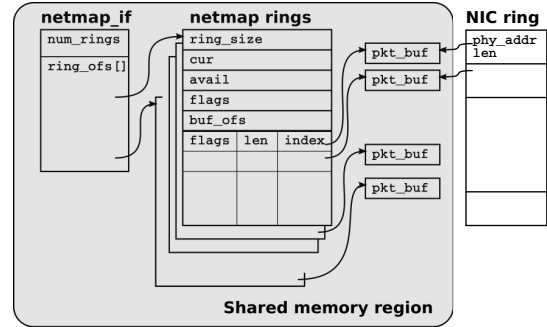 netmap_if
netmap rings
NIC ring
num_rings
ring_ofs[]
ring_size
cur
avail
flags
buf_ofs
flags len index
pkt_buf
pkt_buf
pkt_buf
pkt_buf
phy_addr
len
Shared memory region